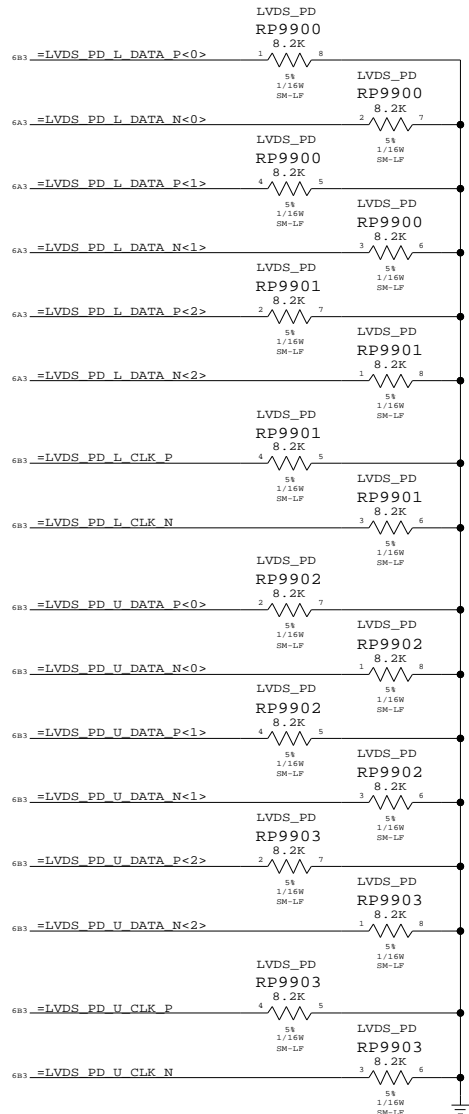 LVDS_PD
RP9900
8.2K
6B3 =LVDS_PD_L_DATA_P<0> 1 8
5%
1/16W
SM-LF
LVDS_PD
RP9900
8.2K
6A3 =LVDS_PD_L_DATA_N<0> 2 7
5%
1/16W
SM-LF
LVDS_PD
RP9900
8.2K
6A3 =LVDS_PD_L_DATA_P<1> 4 5
5%
1/16W
SM-LF
LVDS_PD
RP9900
8.2K
6A3 =LVDS_PD_L_DATA_N<1> 3 6
5%
1/16W
SM-LF
LVDS_PD
RP9901
8.2K
6A3 =LVDS_PD_L_DATA_P<2> 2 7
5%
1/16W
SM-LF
LVDS_PD
RP9901
8.2K
6A3 =LVDS_PD_L_DATA_N<2> 1 8
5%
1/16W
SM-LF
LVDS_PD
RP9901
8.2K
6B3 =LVDS_PD_L_CLK_P 4 5
5%
1/16W
SM-LF
LVDS_PD
RP9901
8.2K
6B3 =LVDS_PD_L_CLK_N 3 6
5%
1/16W
SM-LF
LVDS_PD
RP9902
8.2K
6B3 =LVDS_PD_U_DATA_P<0> 2 7
5%
1/16W
SM-LF
LVDS_PD
RP9902
8.2K
6B3 =LVDS_PD_U_DATA_N<0> 1 8
5%
1/16W
SM-LF
LVDS_PD
RP9902
8.2K
6B3 =LVDS_PD_U_DATA_P<1> 4 5
5%
1/16W
SM-LF
LVDS_PD
RP9902
8.2K
6B3 =LVDS_PD_U_DATA_N<1> 3 6
5%
1/16W
SM-LF
LVDS_PD
RP9903
8.2K
6B3 =LVDS_PD_U_DATA_P<2> 2 7
5%
1/16W
SM-LF
LVDS_PD
RP9903
8.2K
6B3 =LVDS_PD_U_DATA_N<2> 1 8
5%
1/16W
SM-LF
LVDS_PD
RP9903
8.2K
6B3 =LVDS_PD_U_CLK_P 4 5
5%
1/16W
SM-LF
LVDS_PD
RP9903
8.2K
6B3 =LVDS_PD_U_CLK_N 3 6
5%
1/16W
SM-LF